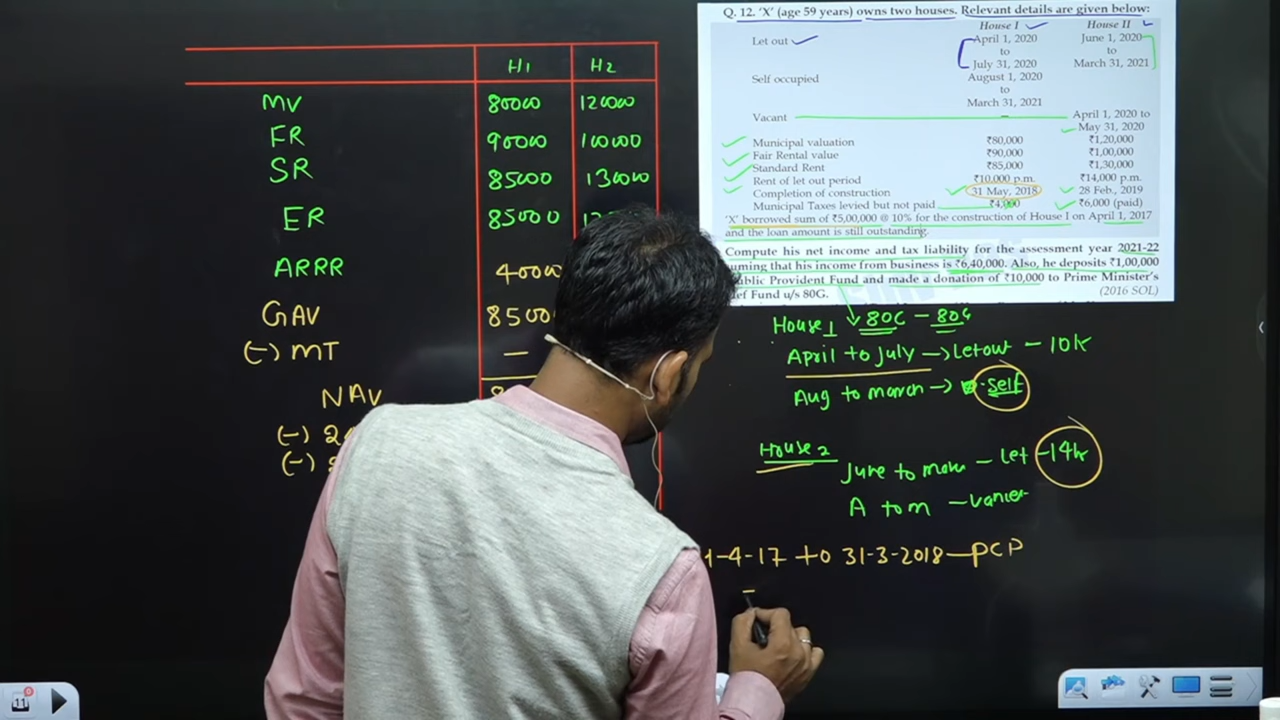 H1 H2
MV 80000 120000
FR 90000 100000
SR 85000 130000
ER 85000
ARRR 4000
GAV 8500
(-) MT —
NAV
(-) 2
(-)
Q. 12. 'X' (age 59 years) owns two houses. Relevant details are given below:
House I House II
Let out April 1, 2020 June 1, 2020
to to
July 31, 2020 March 31, 2021
Self occupied August 1, 2020
to
March 31, 2021
Vacant – April 1, 2020 to
May 31, 2020
Municipal valuation ₹80,000 ₹1,20,000
Fair Rental value ₹90,000 ₹1,00,000
Standard Rent ₹85,000 ₹1,30,000
Rent of let out period ₹10,000 p.m. ₹14,000 p.m.
Completion of construction 31 May, 2018 28 Feb., 2019
Municipal Taxes levied but not paid ₹4,000 ₹6,000 (paid)
'X' borrowed sum of ₹5,00,000 @ 10% for the construction of House I on April 1, 2017
and the loan amount is still outstanding.
Compute his net income and tax liability for the assessment year 2021-22
uming that his income from business is ₹6,40,000. Also, he deposits ₹1,00,000
ublic Provident Fund and made a donation of ₹10,000 to Prime Minister's
ef Fund u/s 80G. (2016 SOL)
House 1 80C - 80G
April to July → Letout - 10k
Aug to march → self
House 2
June to - Let - 14k
A to m -
1-4-17 to 31-3-2018 — PCP
11